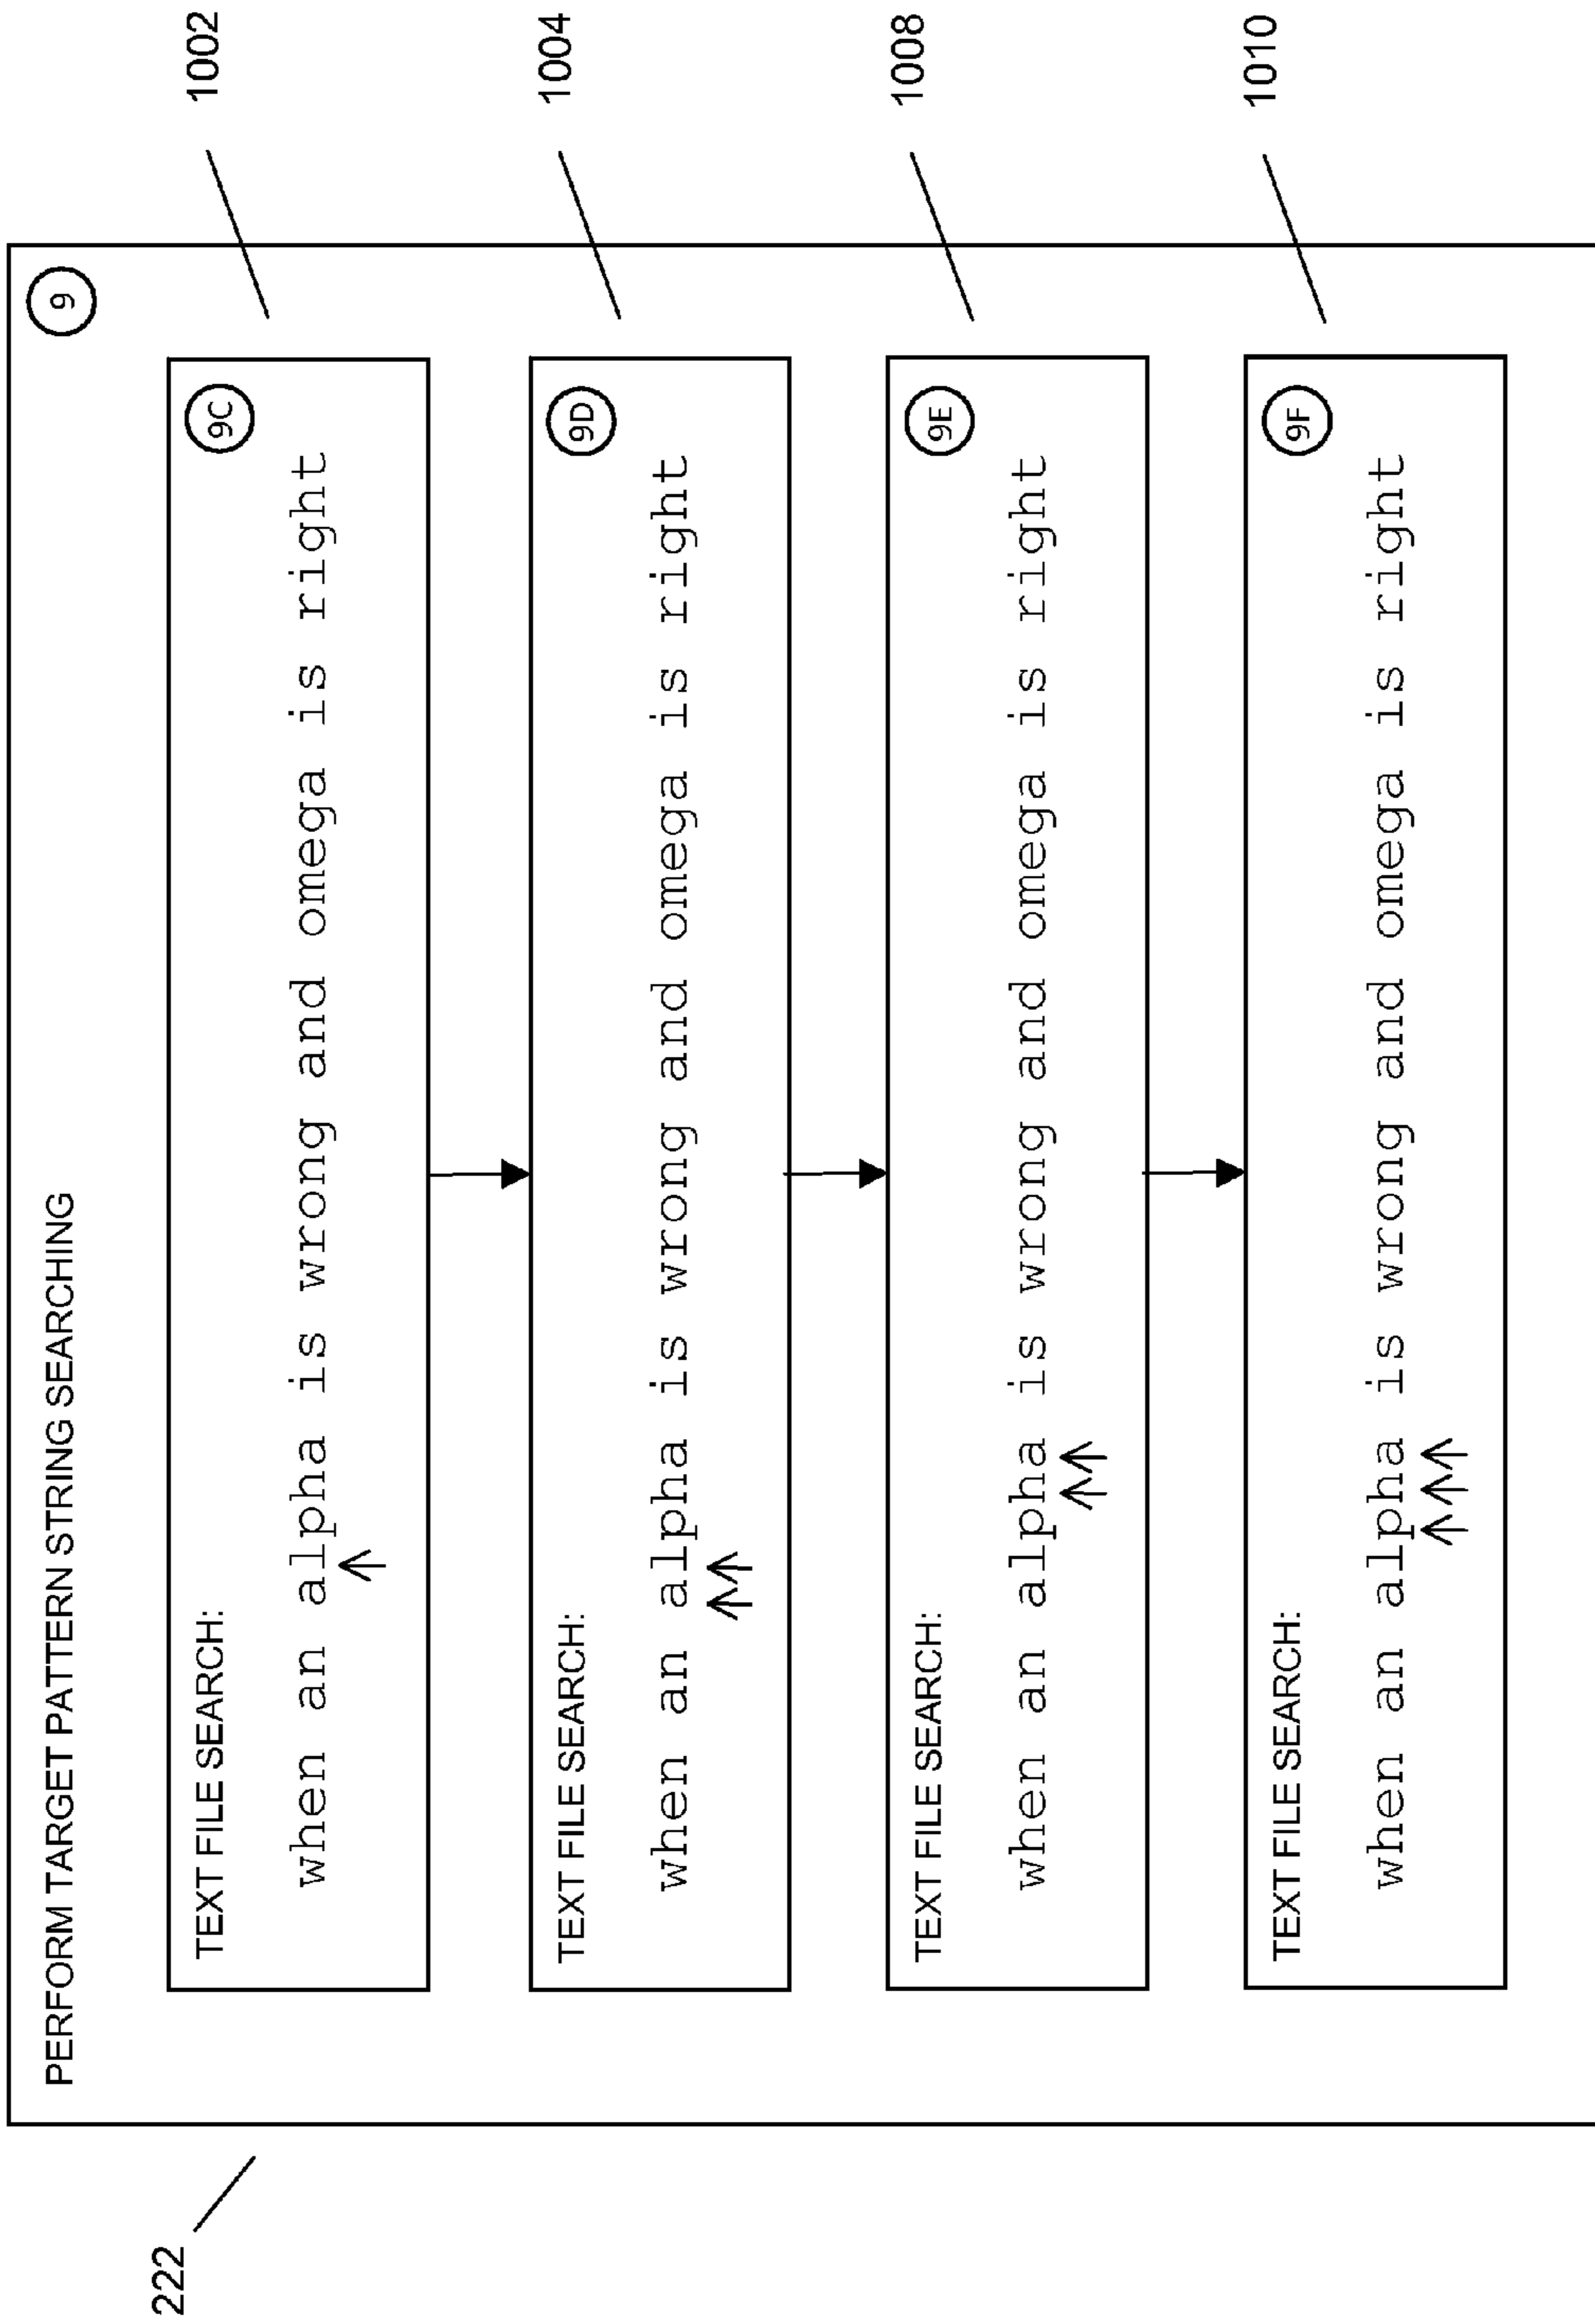 222
PERFORM TARGET PATTERN STRING SEARCHING
9
TEXT FILE SEARCH:
9C
when an alpha is wrong and omega is right
1002
TEXT FILE SEARCH:
9D
when an alpha is wrong and omega is right
1004
TEXT FILE SEARCH:
9E
when an alpha is wrong and omega is right
1008
TEXT FILE SEARCH:
9F
when an alpha is wrong and omega is right
1010